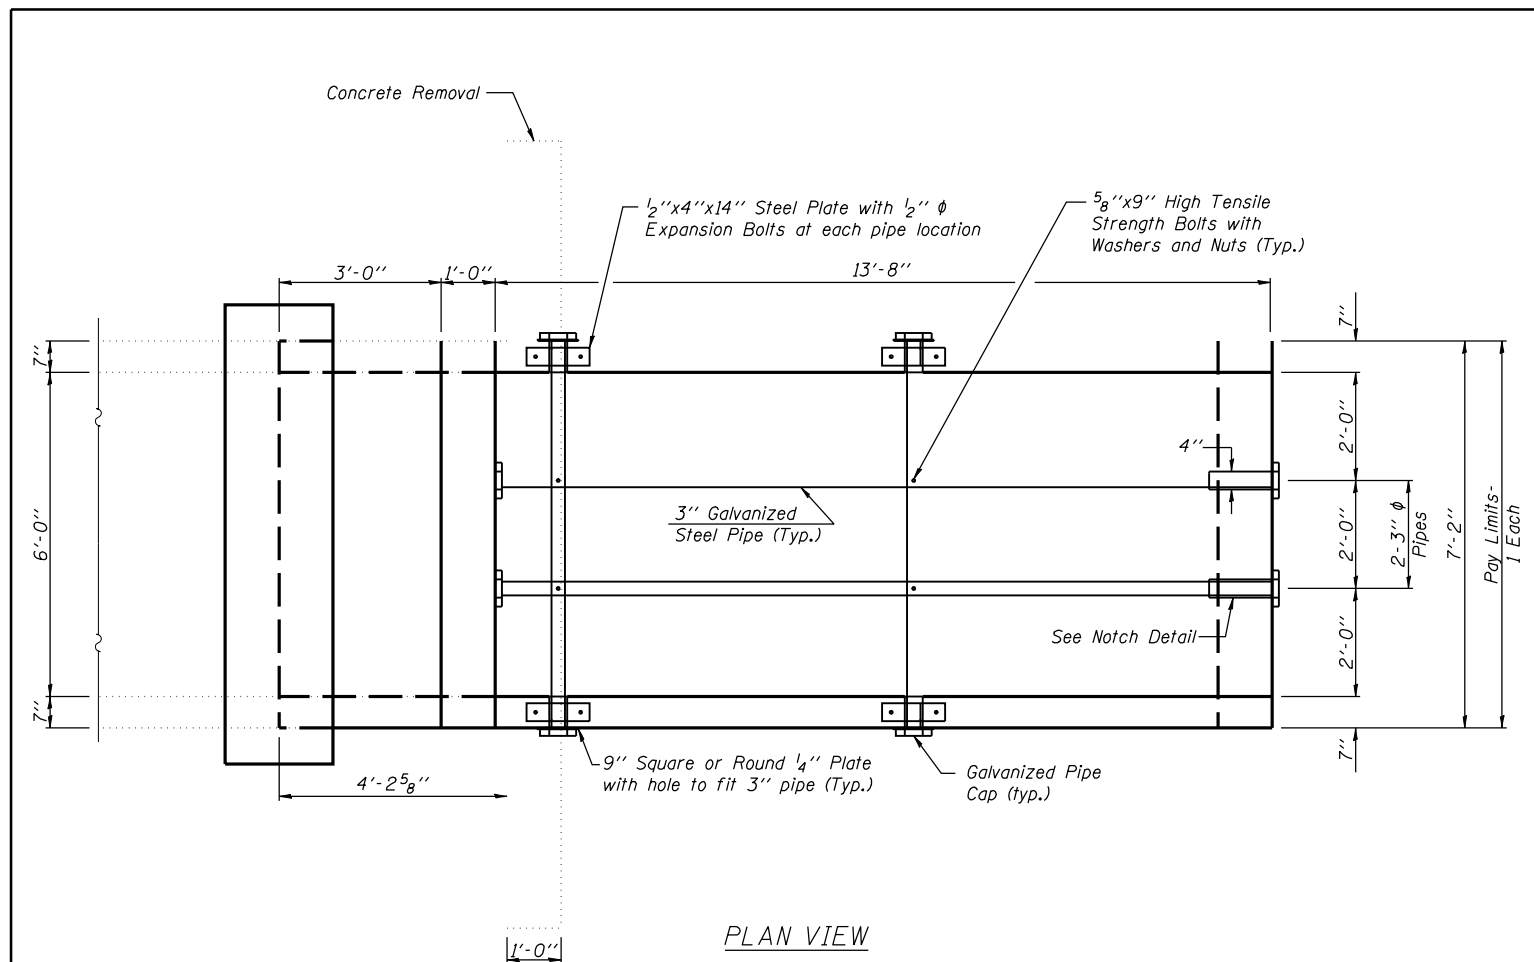 Concrete Removal
1/2''x4''x14'' Steel Plate with 1/2'' ϕ
Expansion Bolts at each pipe location
5/8''x9'' High Tensile
Strength Bolts with
Washers and Nuts (Typ.)
3'-0''
1'-0''
13'-8''
7''
7''
2'-0''
4''
6'-0''
3'' Galvanized
Steel Pipe (Typ.)
2'-0''
2-3'' ϕ
Pipes
7'-2''
Pay Limits-
1 Each
See Notch Detail
2'-0''
7''
7''
9'' Square or Round 1/4'' Plate
with hole to fit 3'' pipe (Typ.)
Galvanized Pipe
Cap (typ.)
4'-2 5/8''
PLAN VIEW
1'-0''